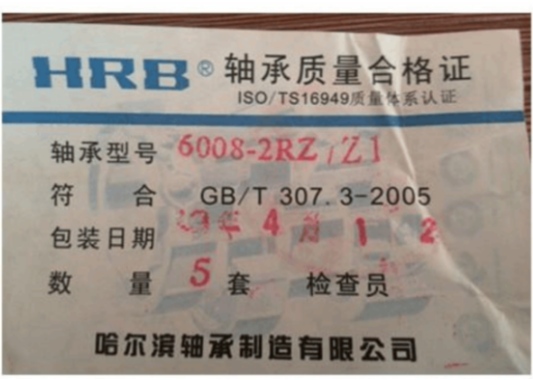 HRB® 轴承质量合格证
ISO/TS16949质量体系认证
轴承型号 6008-2RZ/Z1
符 合 GB/T 307.3-2005
包装日期 年4月12
数 量 5 套 检查员
哈尔滨轴承制造有限公司